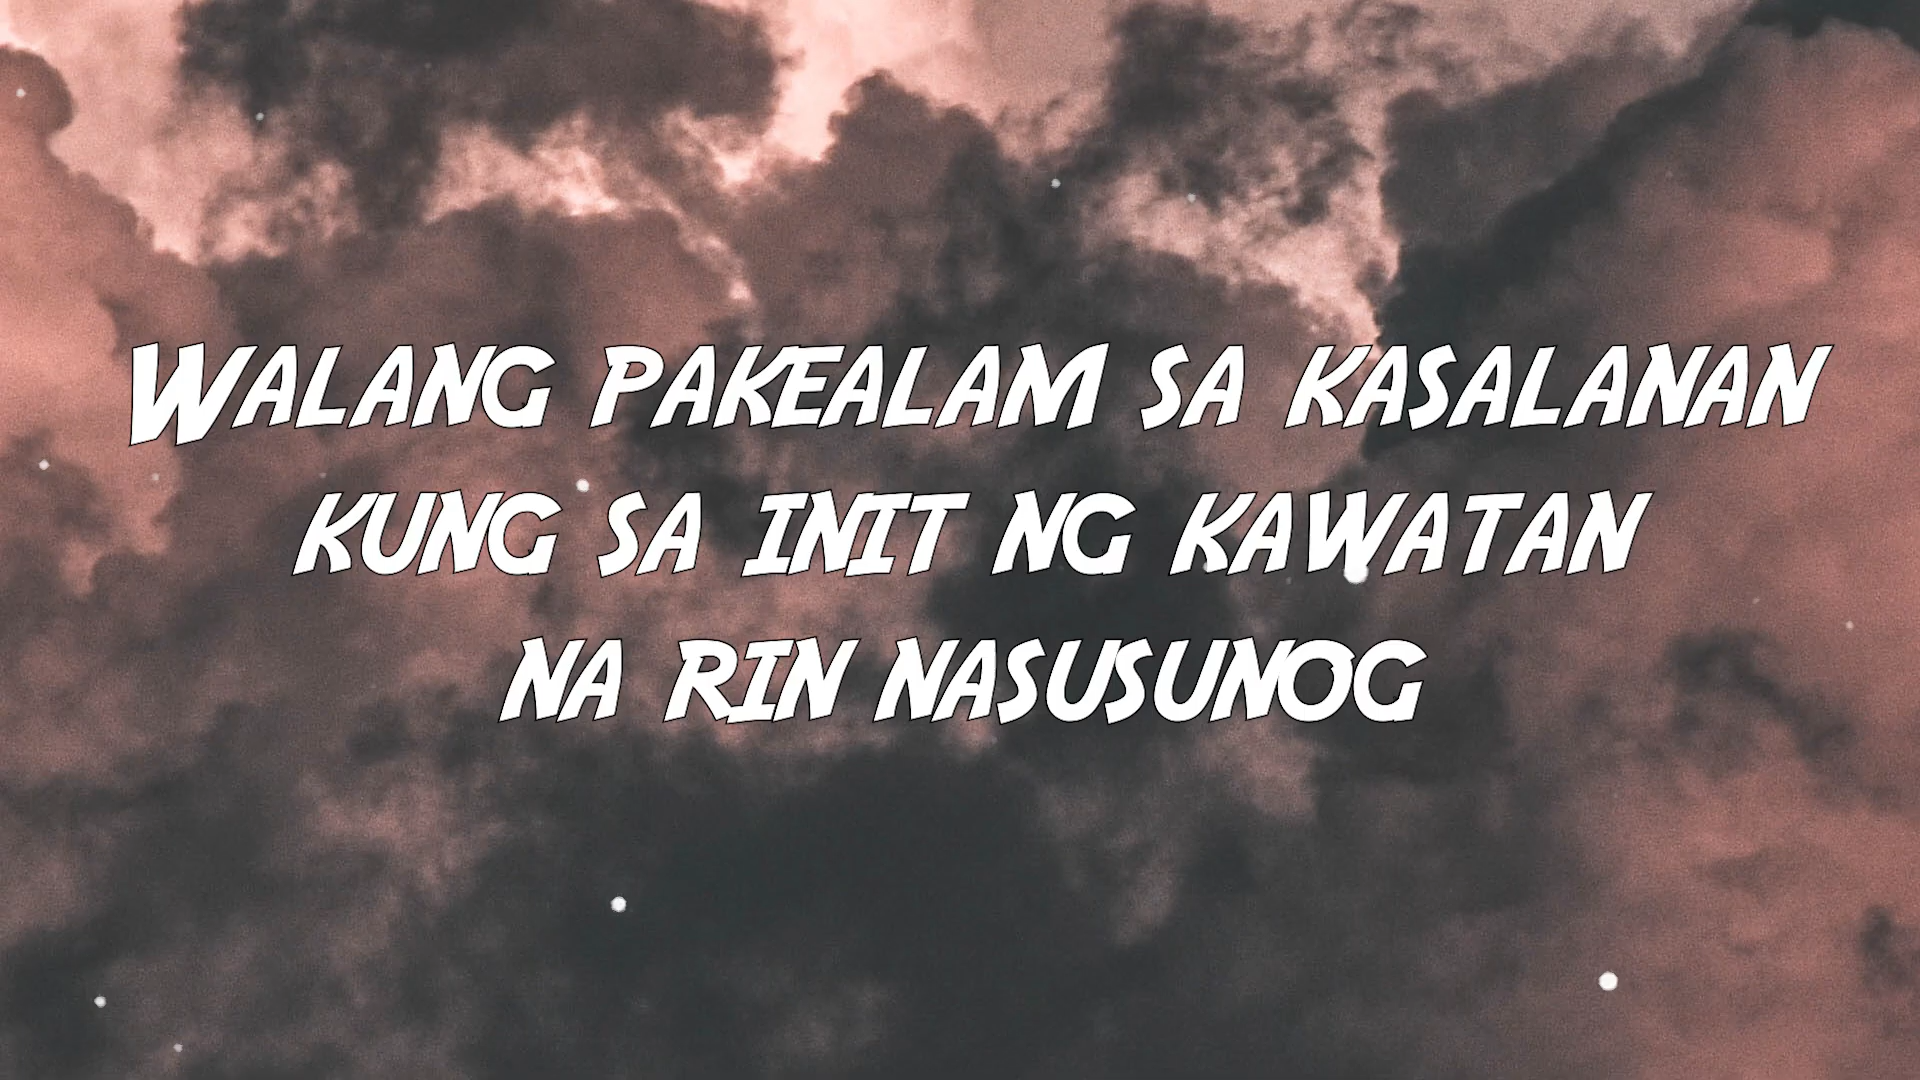 Walang pakealam sa kasalanan
kung sa init ng kawatan
na rin nasusunog